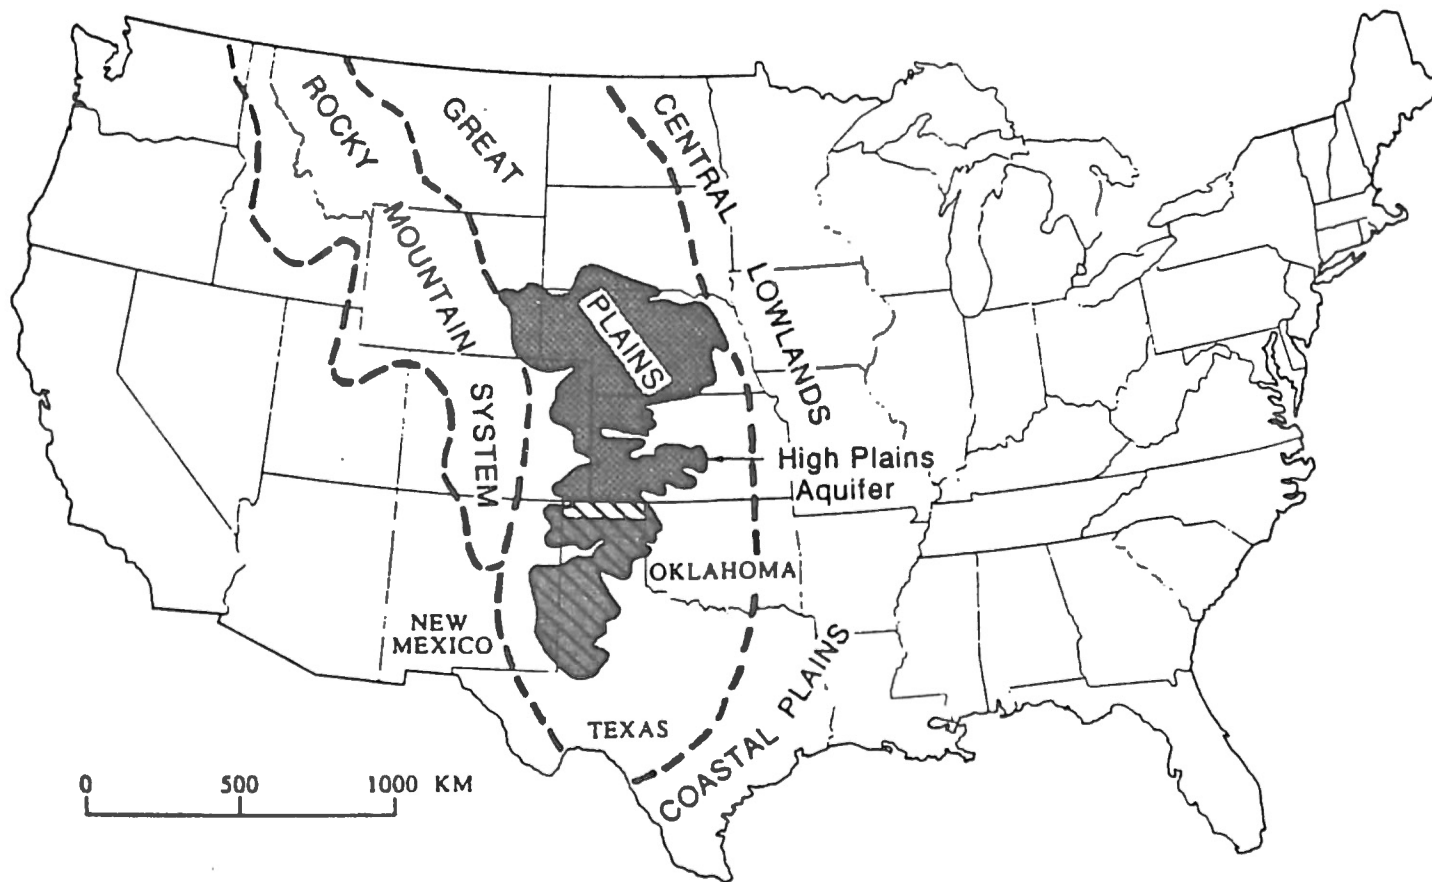 ROCKY
MOUNTAIN
SYSTEM
GREAT
PLAINS
CENTRAL
LOWLANDS
High Plains
Aquifer
OKLAHOMA
NEW
MEXICO
TEXAS
COASTAL PLAINS
0 500 1000 KM